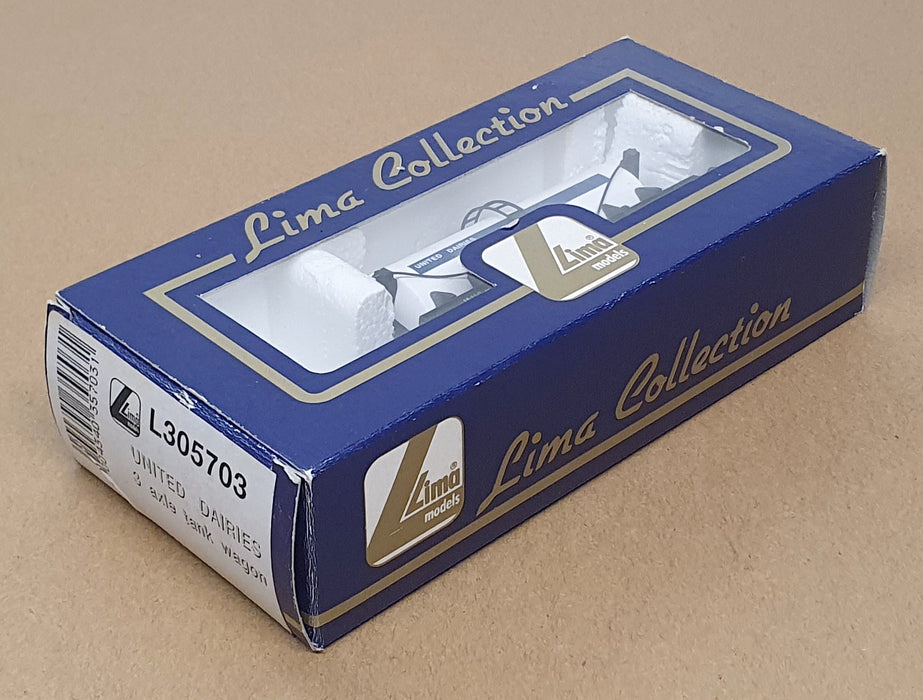 Lima Collection
UNITED DAIRIES
Lima
models
Lima Collection
Lima®
models
Lima
L305703
UNITED DAIRIES
3 axle tank wagon